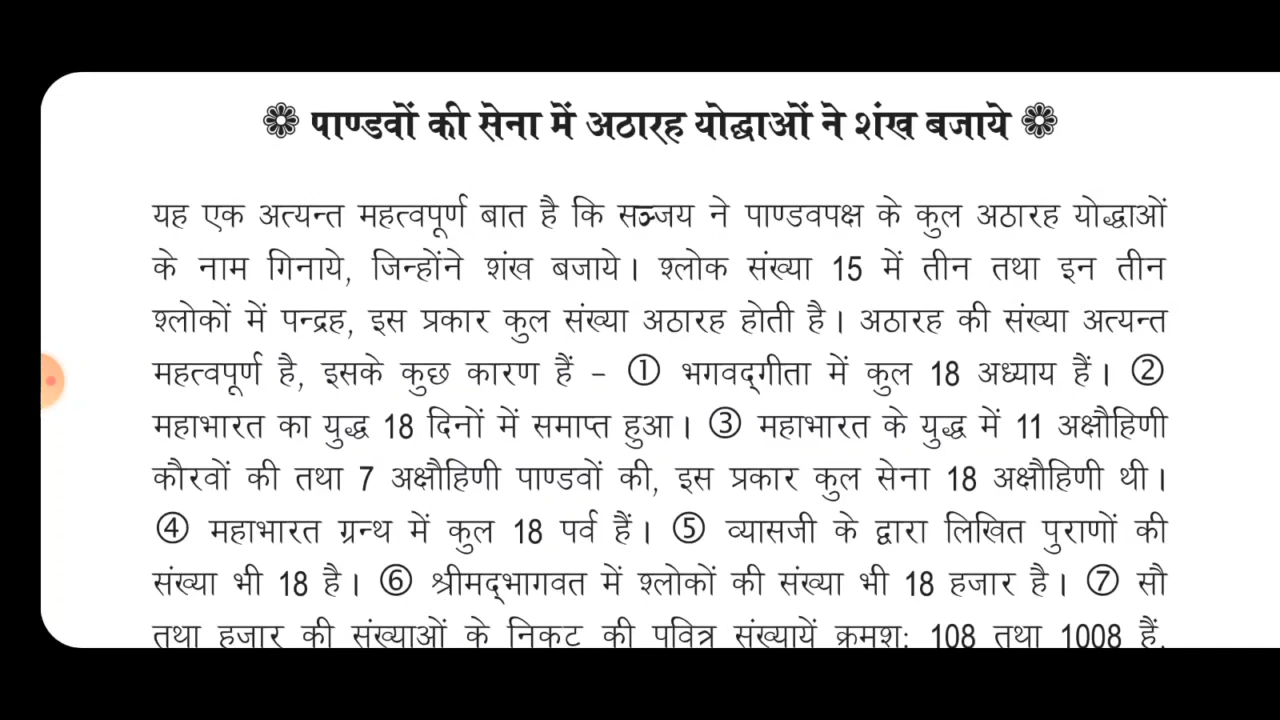 ❁ पाण्डवों की सेना में अठारह योद्धाओं ने शंख बजाये ❁
यह एक अत्यन्त महत्वपूर्ण बात है कि सञ्जय ने पाण्डवपक्ष के कुल अठारह योद्धाओं
के नाम गिनाये, जिन्होंने शंख बजाये। श्लोक संख्या 15 में तीन तथा इन तीन
श्लोकों में पन्द्रह, इस प्रकार कुल संख्या अठारह होती है। अठारह की संख्या अत्यन्त
महत्वपूर्ण है, इसके कुछ कारण हैं – ① भगवद्‌गीता में कुल 18 अध्याय हैं। ②
महाभारत का युद्ध 18 दिनों में समाप्त हुआ। ③ महाभारत के युद्ध में 11 अक्षौहिणी
कौरवों की तथा 7 अक्षौहिणी पाण्डवों की, इस प्रकार कुल सेना 18 अक्षौहिणी थी।
④ महाभारत ग्रन्थ में कुल 18 पर्व हैं। ⑤ व्यासजी के द्वारा लिखित पुराणों की
संख्या भी 18 है। ⑥ श्रीमद्‌भागवत में श्लोकों की संख्या भी 18 हजार है। ⑦ सौ
तथा हजार की संख्याओं के निकट की पवित्र संख्यायें क्रमश: 108 तथा 1008 हैं,